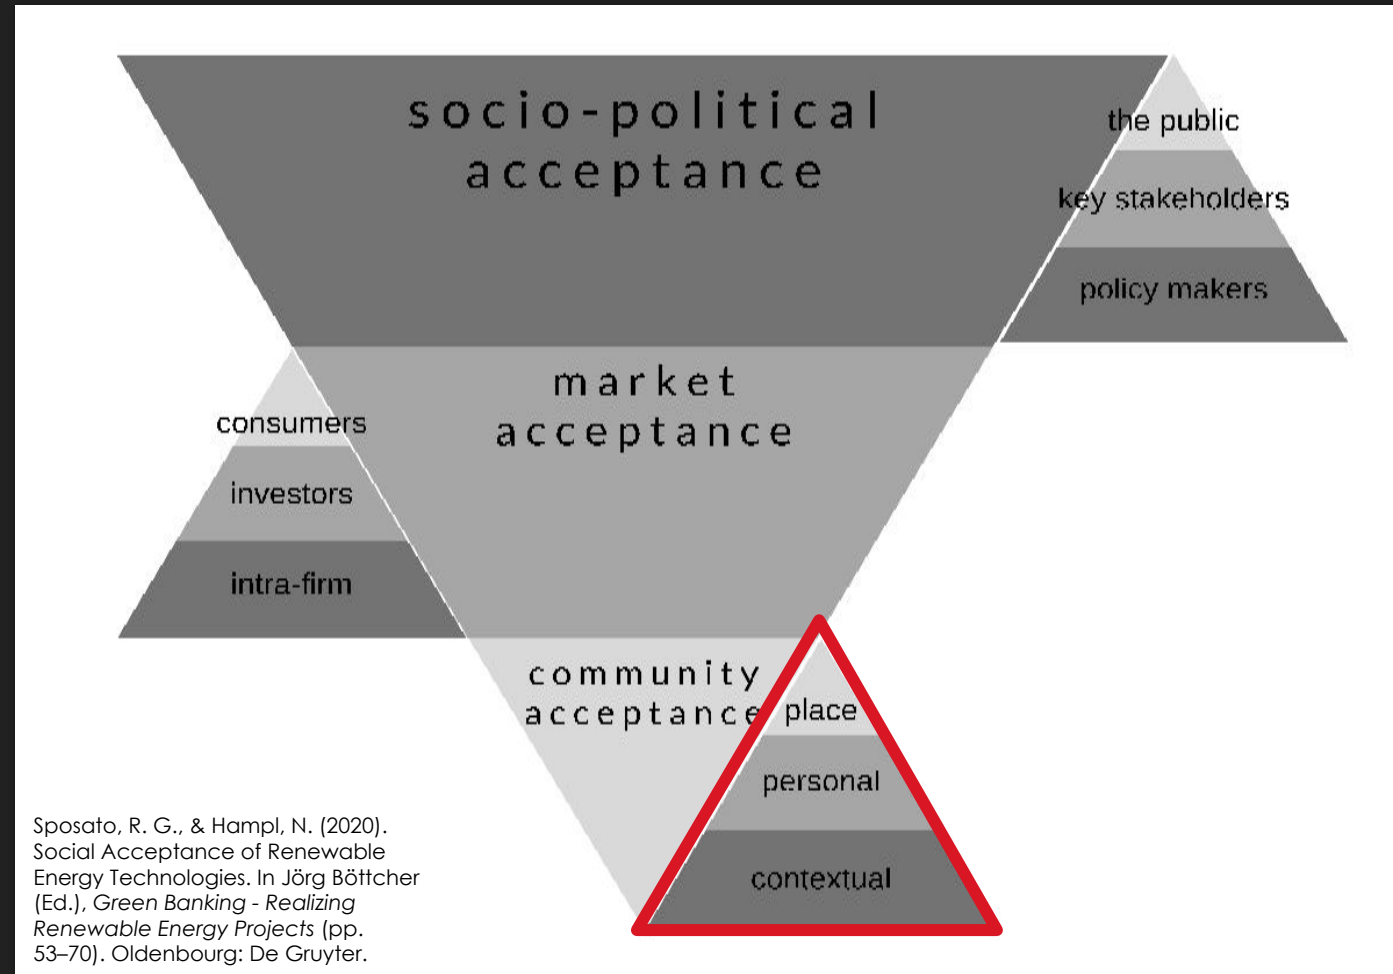 socio-political
acceptance
the public
key stakeholders
policy makers
market
acceptance
consumers
investors
intra-firm
community
acceptance
place
personal
contextual
Sposato, R. G., & Hampl, N. (2020).
Social Acceptance of Renewable
Energy Technologies. In Jörg Böttcher
(Ed.), Green Banking - Realizing
Renewable Energy Projects (pp.
53–70). Oldenbourg: De Gruyter.